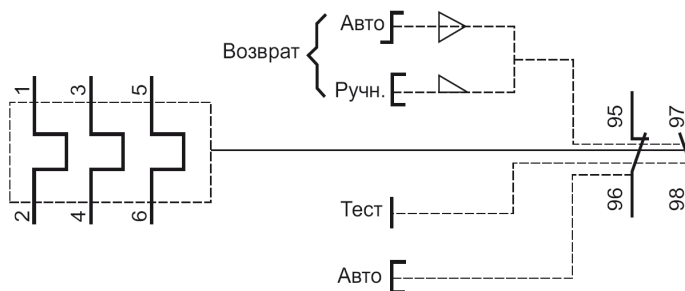 Авто
Возврат
Ручн.
1 3 5
95 97
2 4 6
96 98
Тест
Авто